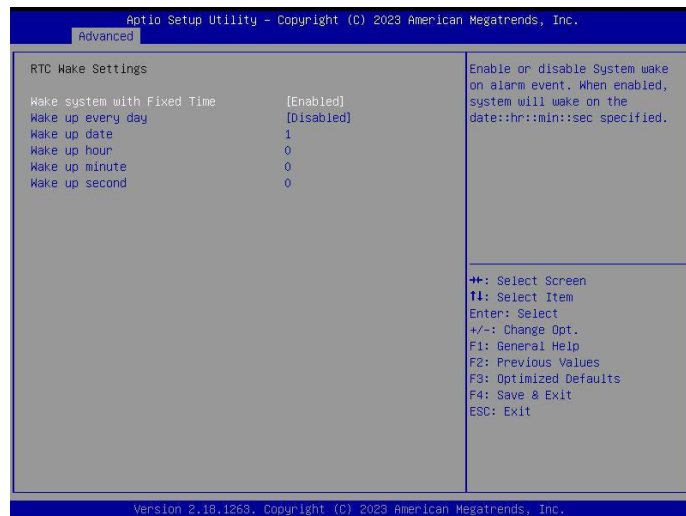 Aptio Setup Utility – Copyright (C) 2023 American Megatrends, Inc.
Advanced
RTC Wake Settings
Wake system with Fixed Time [Enabled]
Wake up every day [Disabled]
Wake up date 1
Wake up hour 0
Wake up minute 0
Wake up second 0
Enable or disable System wake
on alarm event. When enabled,
system will wake on the
date::hr::min::sec specified.
→←: Select Screen
↑↓: Select Item
Enter: Select
+/-: Change Opt.
F1: General Help
F2: Previous Values
F3: Optimized Defaults
F4: Save & Exit
ESC: Exit
Version 2.18.1263. Copyright (C) 2023 American Megatrends, Inc.